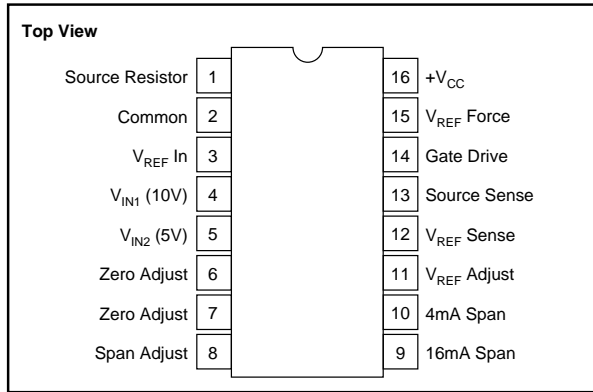 Top View
Source Resistor 1 16 +VCC
Common 2 15 VREF Force
VREF In 3 14 Gate Drive
VIN1 (10V) 4 13 Source Sense
VIN2 (5V) 5 12 VREF Sense
Zero Adjust 6 11 VREF Adjust
Zero Adjust 7 10 4mA Span
Span Adjust 8 9 16mA Span